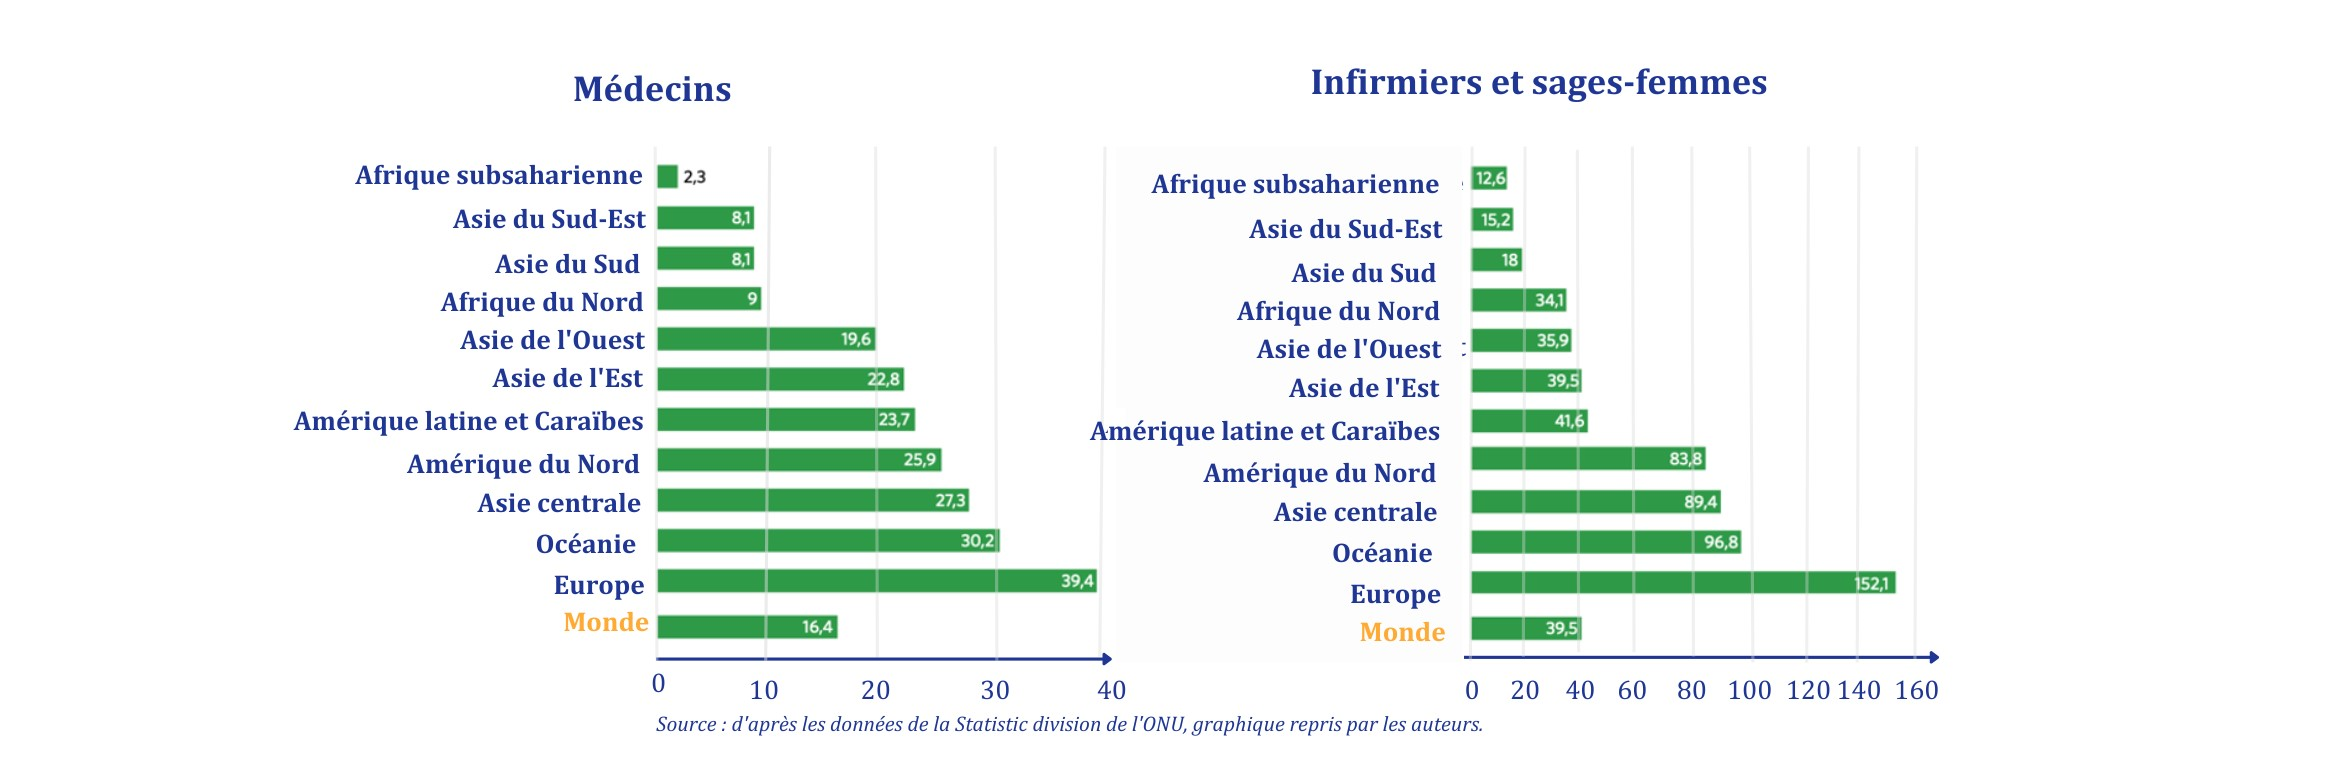 Médecins
Afrique subsaharienne 2,3
Asie du Sud-Est 8,1
Asie du Sud 8,1
Afrique du Nord 9
Asie de l'Ouest 19,6
Asie de l'Est 22,8
Amérique latine et Caraïbes 23,7
Amérique du Nord 25,9
Asie centrale 27,3
Océanie 30,2
Europe 39,4
Monde 16,4
0 10 20 30 40
Infirmiers et sages-femmes
Afrique subsaharienne 12,6
Asie du Sud-Est 15,2
Asie du Sud 18
Afrique du Nord 34,1
Asie de l'Ouest 35,9
Asie de l'Est 39,5
Amérique latine et Caraïbes 41,6
Amérique du Nord 83,8
Asie centrale 89,4
Océanie 96,8
Europe 152,1
Monde 39,5
0 20 40 60 80 100 120 140 160
Source : d'après les données de la Statistic division de l'ONU, graphique repris par les auteurs.